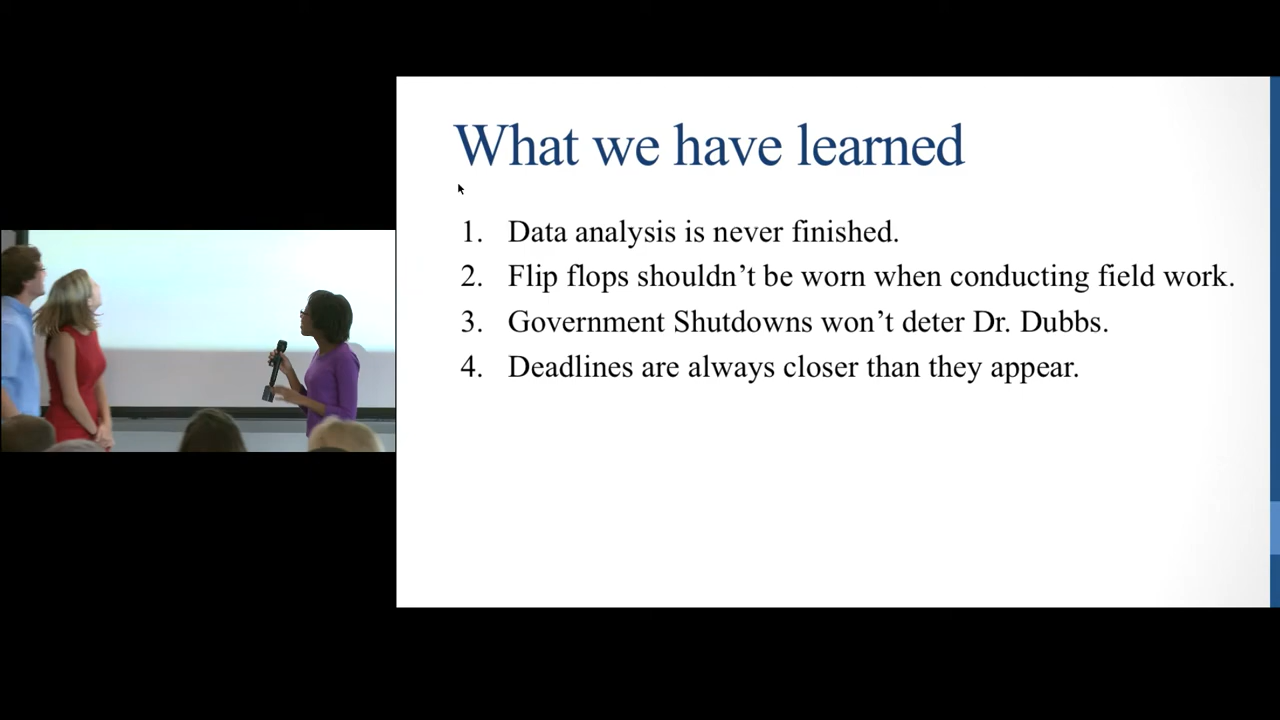 What we have learned
1. Data analysis is never finished.
2. Flip flops shouldn’t be worn when conducting field work.
3. Government Shutdowns won’t deter Dr. Dubbs.
4. Deadlines are always closer than they appear.